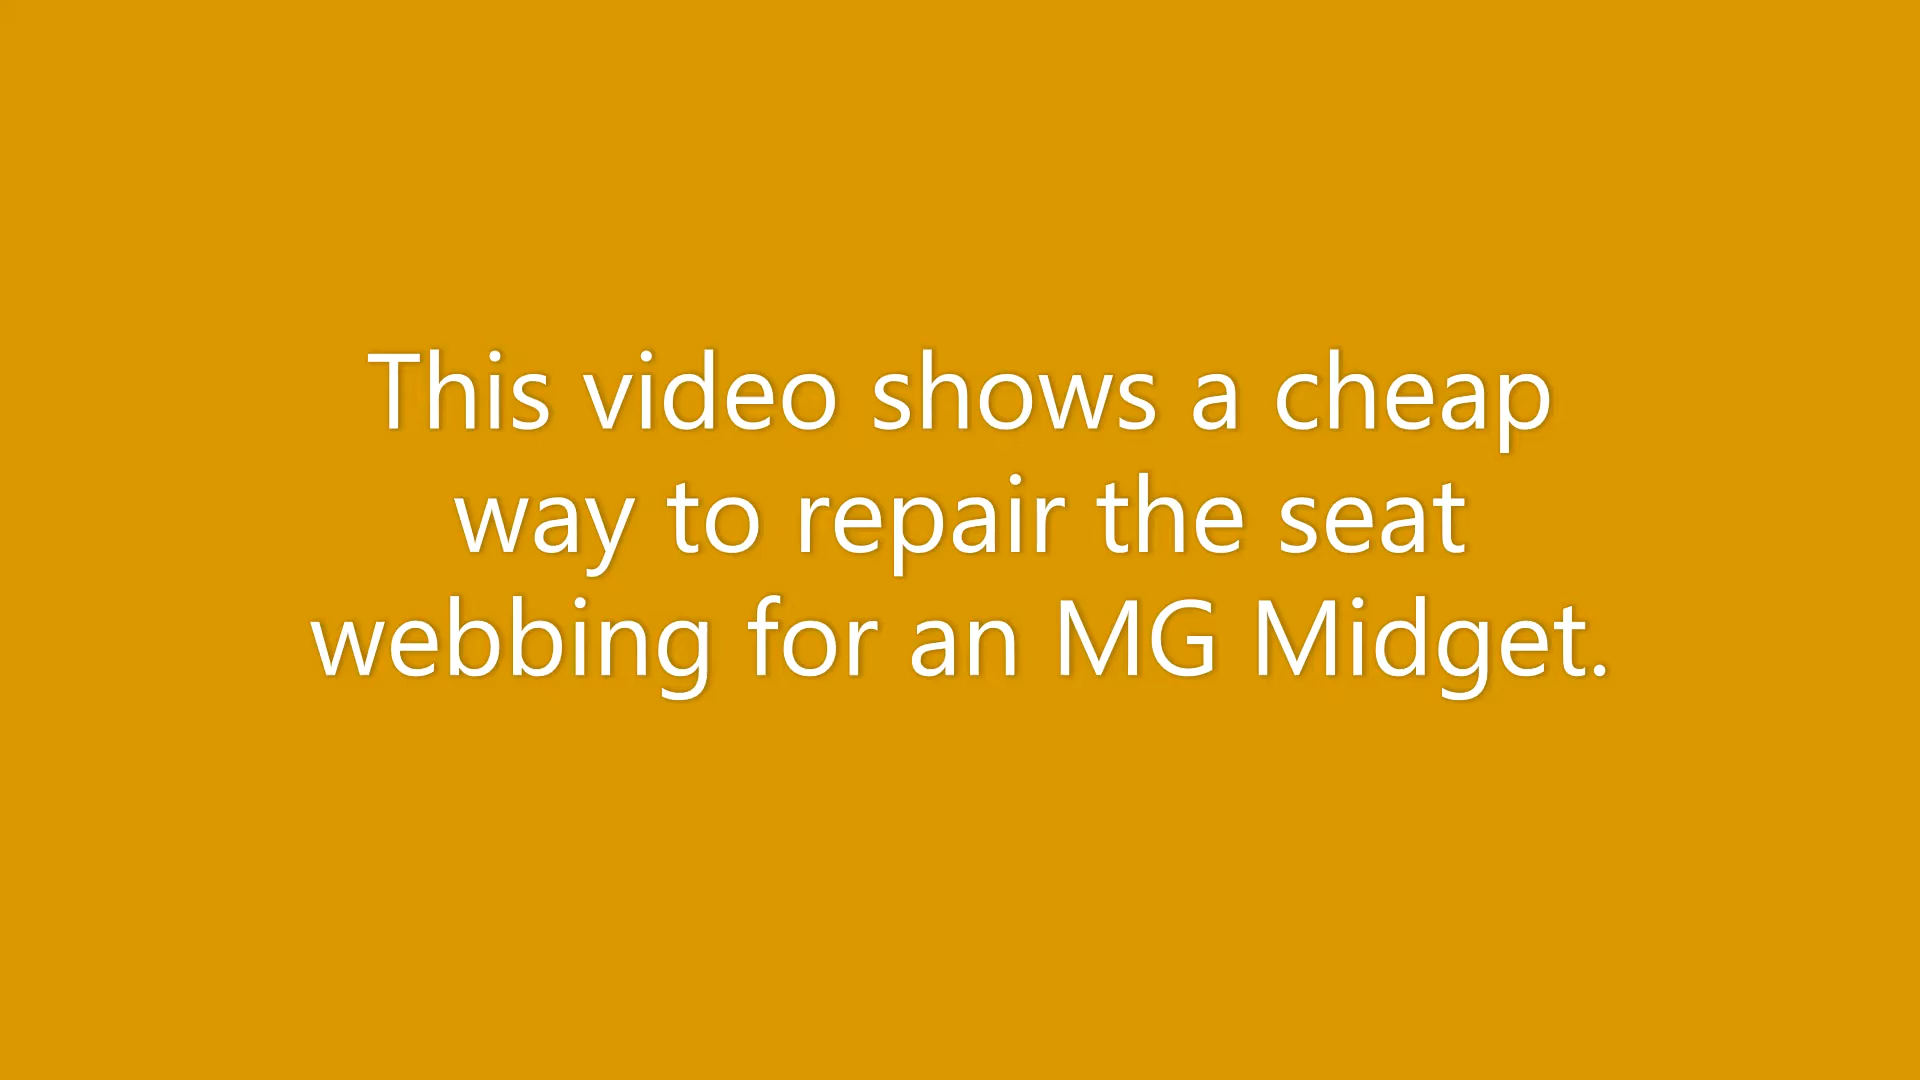 This video shows a cheap
way to repair the seat
webbing for an MG Midget.